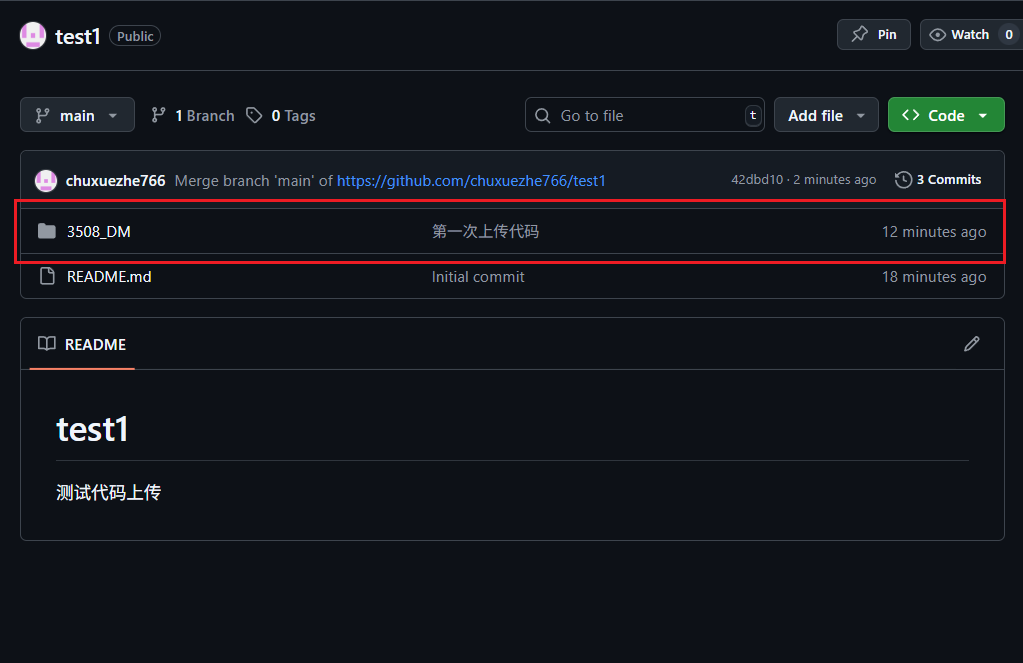 test1 Public Pin Watch 0
main 1 Branch 0 Tags Go to file t Add file Code
chuxuezhe766 Merge branch 'main' of https://github.com/chuxuezhe766/test1 42dbd10 · 2 minutes ago 3 Commits
3508_DM 第一次上传代码 12 minutes ago
README.md Initial commit 18 minutes ago
README
test1
测试代码上传